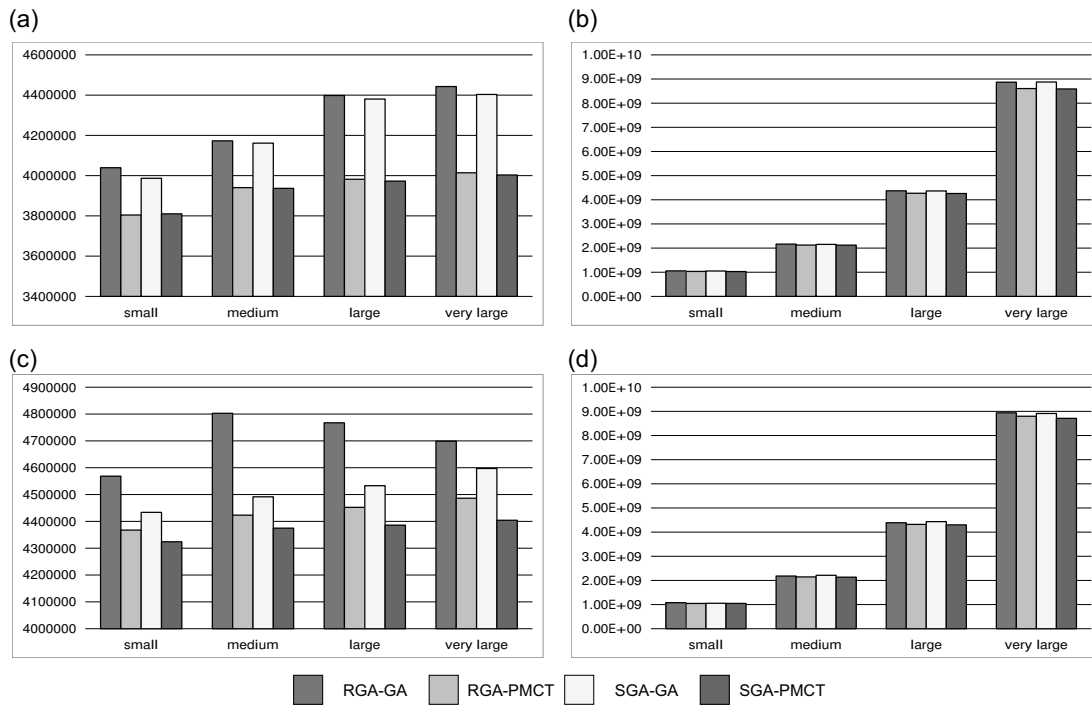 (a)
4600000
4400000
4200000
4000000
3800000
3600000
3400000
small medium large very large
(b)
1.00E+10
9.00E+09
8.00E+09
7.00E+09
6.00E+09
5.00E+09
4.00E+09
3.00E+09
2.00E+09
1.00E+09
0.00E+00
small medium large very large
(c)
4900000
4800000
4700000
4600000
4500000
4400000
4300000
4200000
4100000
4000000
small medium large very large
(d)
1.00E+10
9.00E+09
8.00E+09
7.00E+09
6.00E+09
5.00E+09
4.00E+09
3.00E+09
2.00E+09
1.00E+09
0.00E+00
small medium large very large
RGA-GA RGA-PMCT SGA-GA SGA-PMCT